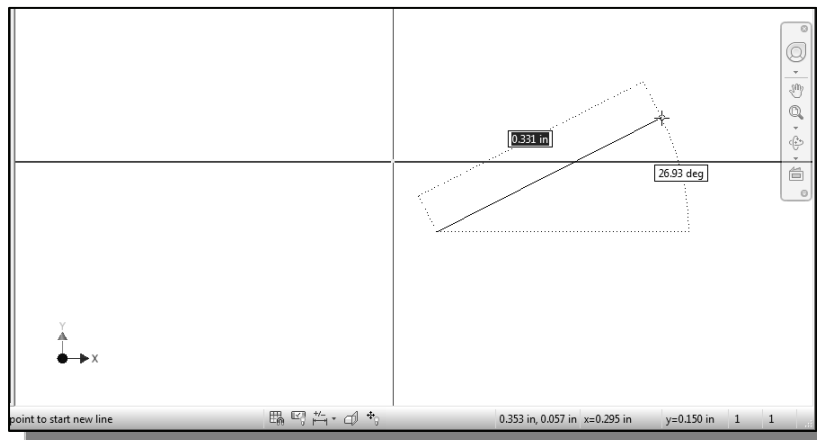 0.331 in
26.93 deg
Y
X
point to start new line
0.353 in, 0.057 in x=0.295 in y=0.150 in 1 1